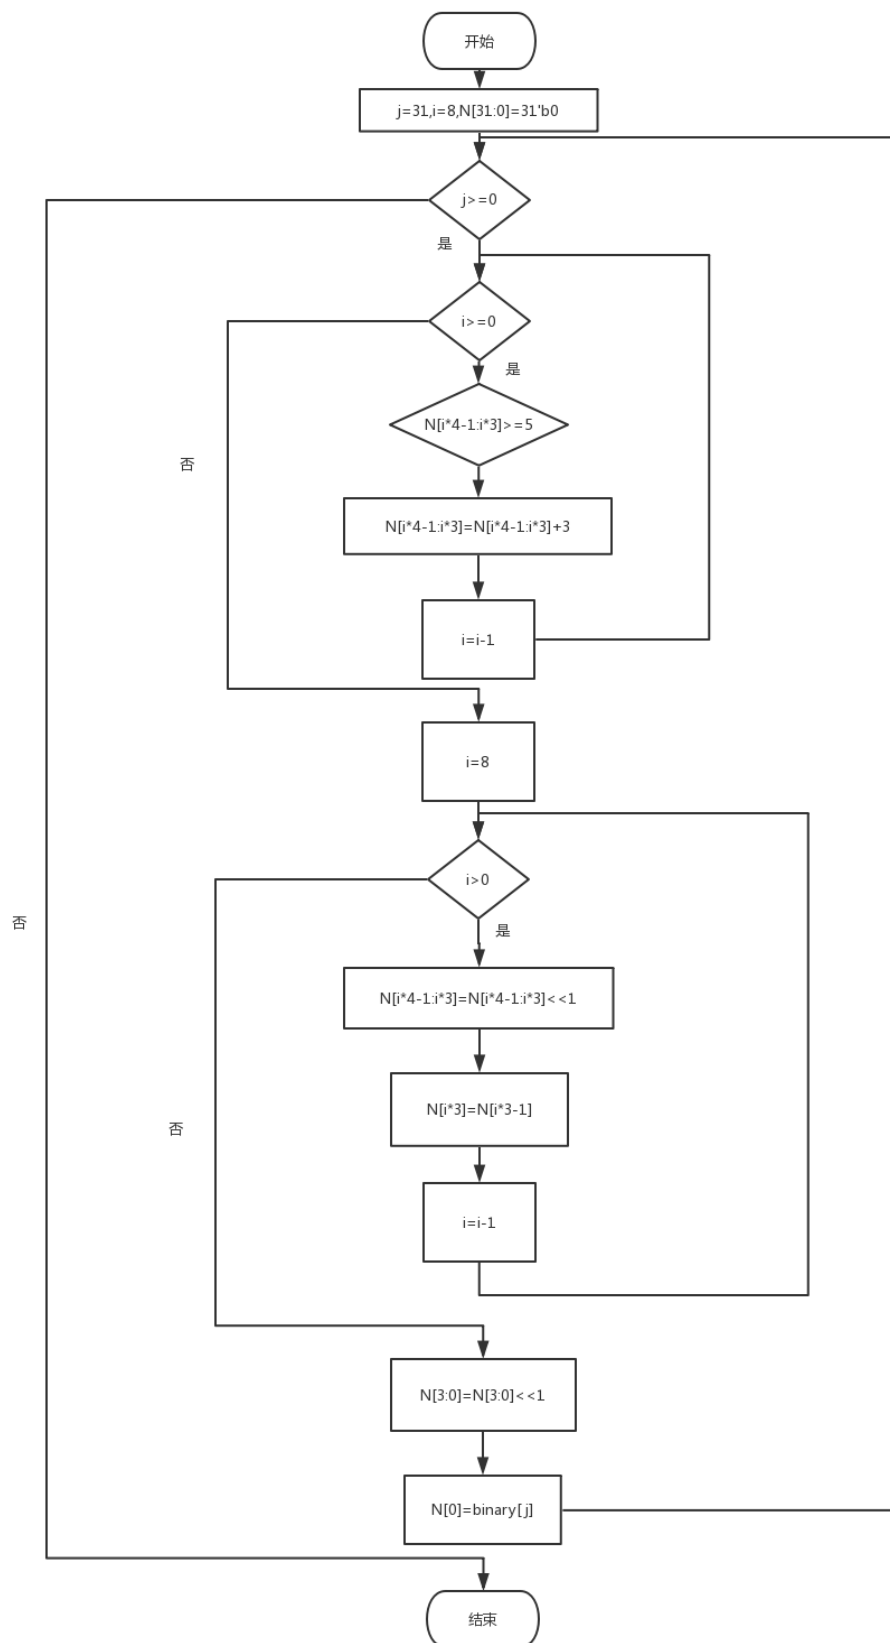 开始
j=31,i=8,N[31:0]=31'b0
j>=0
是
i>=0
是
N[i*4-1:i*3]>=5
否
N[i*4-1:i*3]=N[i*4-1:i*3]+3
i=i-1
i=8
i>0
否
是
N[i*4-1:i*3]=N[i*4-1:i*3]<<1
N[i*3]=N[i*3-1]
否
i=i-1
N[3:0]=N[3:0]<<1
N[0]=binary[j]
结束